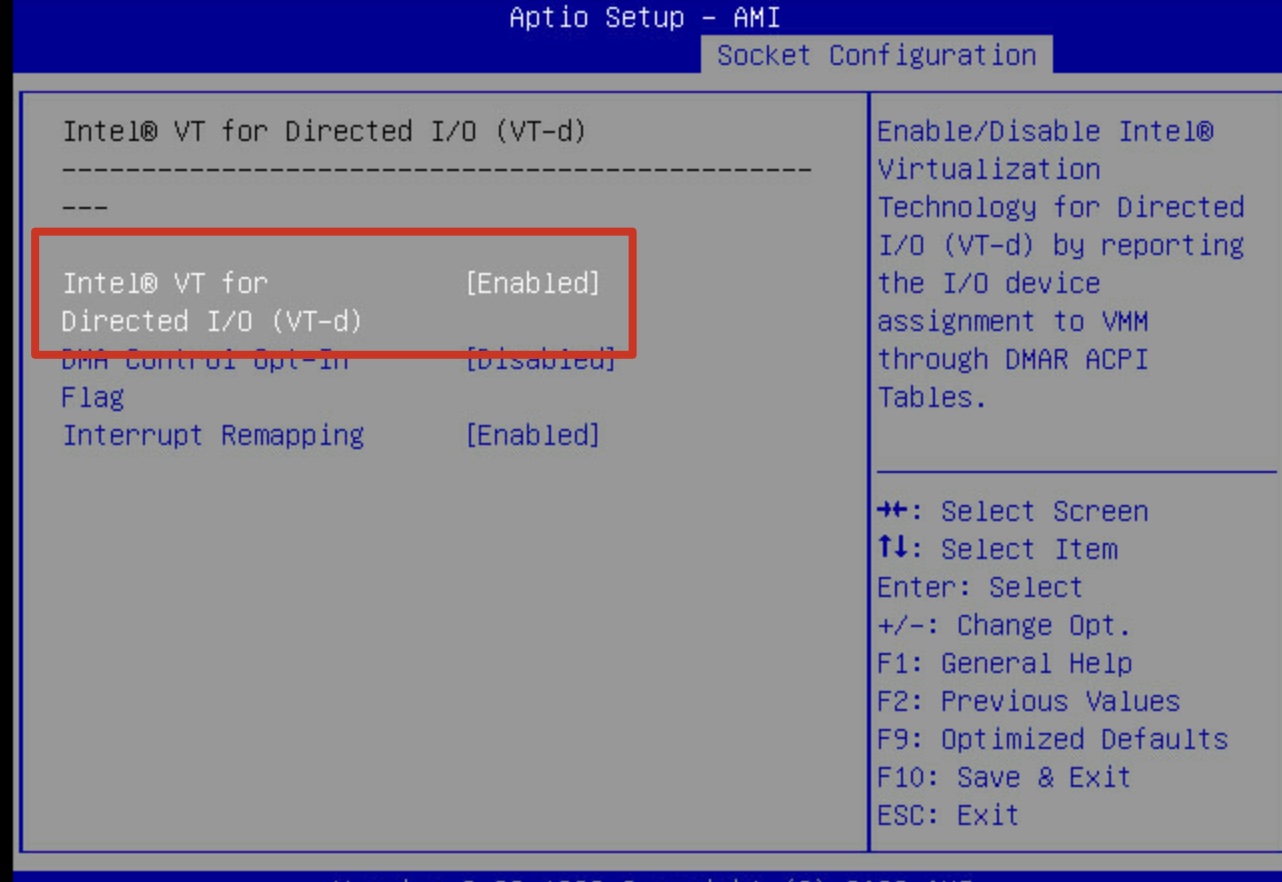 Aptio Setup – AMI
Socket Configuration
Intel® VT for Directed I/O (VT-d)
------------------------------------------------
---
Intel® VT for [Enabled]
Directed I/O (VT-d)
DMA Control Opt-In [Disabled]
Flag
Interrupt Remapping [Enabled]
Enable/Disable Intel®
Virtualization
Technology for Directed
I/O (VT-d) by reporting
the I/O device
assignment to VMM
through DMAR ACPI
Tables.
→←: Select Screen
↑↓: Select Item
Enter: Select
+/-: Change Opt.
F1: General Help
F2: Previous Values
F9: Optimized Defaults
F10: Save & Exit
ESC: Exit